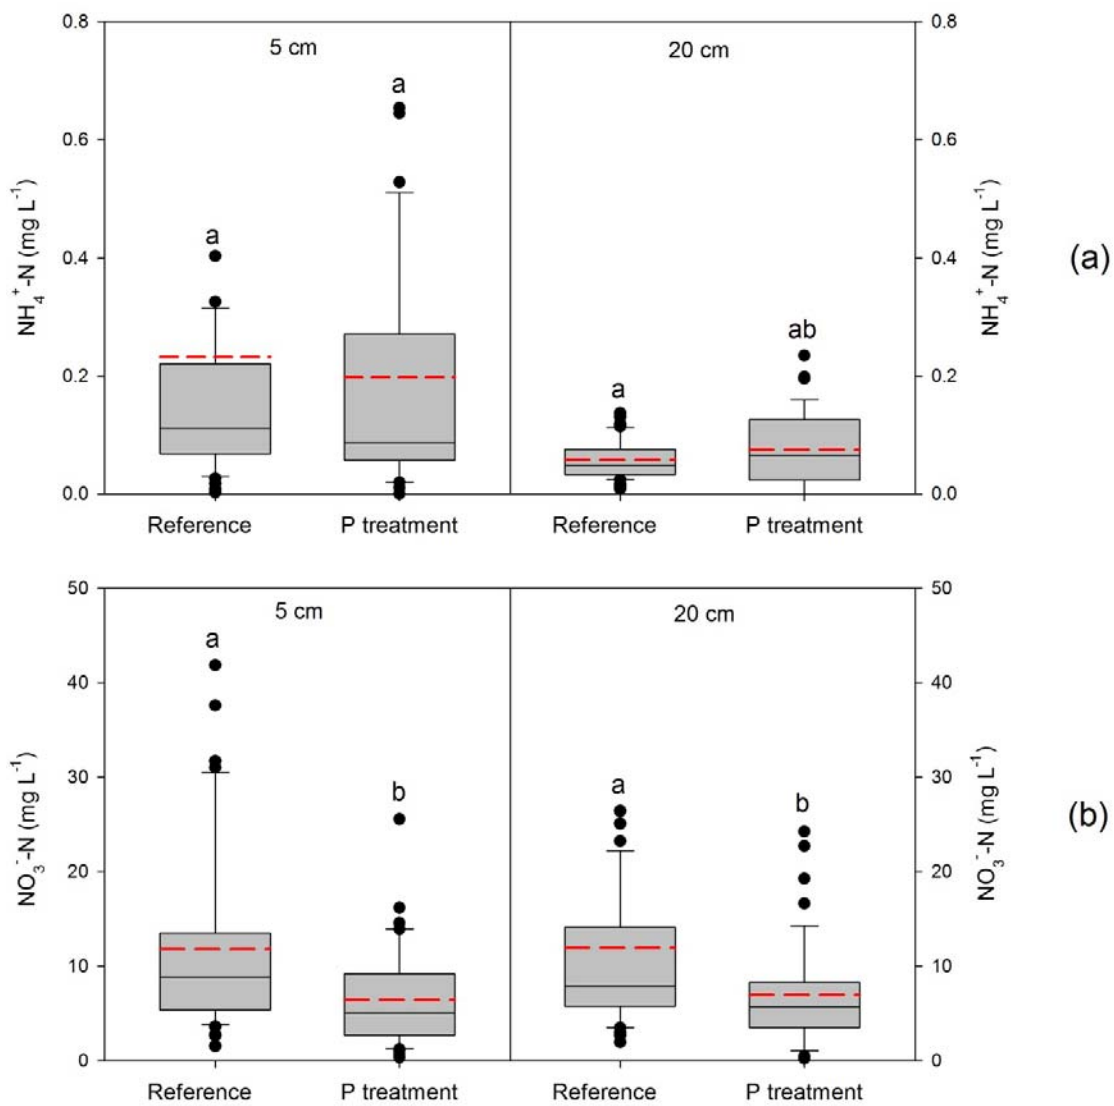 5 cm
20 cm
0.8
0.6
0.4
0.2
0.0
NH₄⁺-N (mg L⁻¹)
a
a
a
ab
0.8
0.6
0.4
0.2
0.0
NH₄⁺-N (mg L⁻¹)
(a)
Reference
P treatment
Reference
P treatment
5 cm
20 cm
50
40
30
20
10
0
NO₃⁻-N (mg L⁻¹)
a
b
a
b
50
40
30
20
10
0
NO₃⁻-N (mg L⁻¹)
(b)
Reference
P treatment
Reference
P treatment